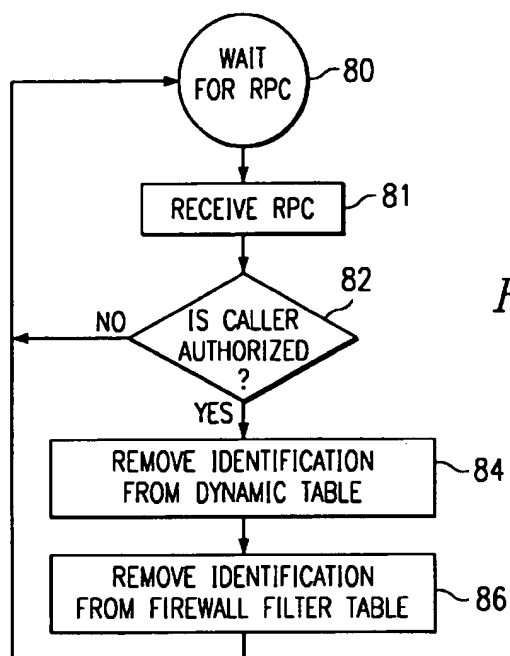 WAIT
FOR RPC
80
RECEIVE RPC
81
82
NO
IS CALLER
AUTHORIZED
?
YES
REMOVE IDENTIFICATION
FROM DYNAMIC TABLE
84
REMOVE IDENTIFICATION
FROM FIREWALL FILTER TABLE
86